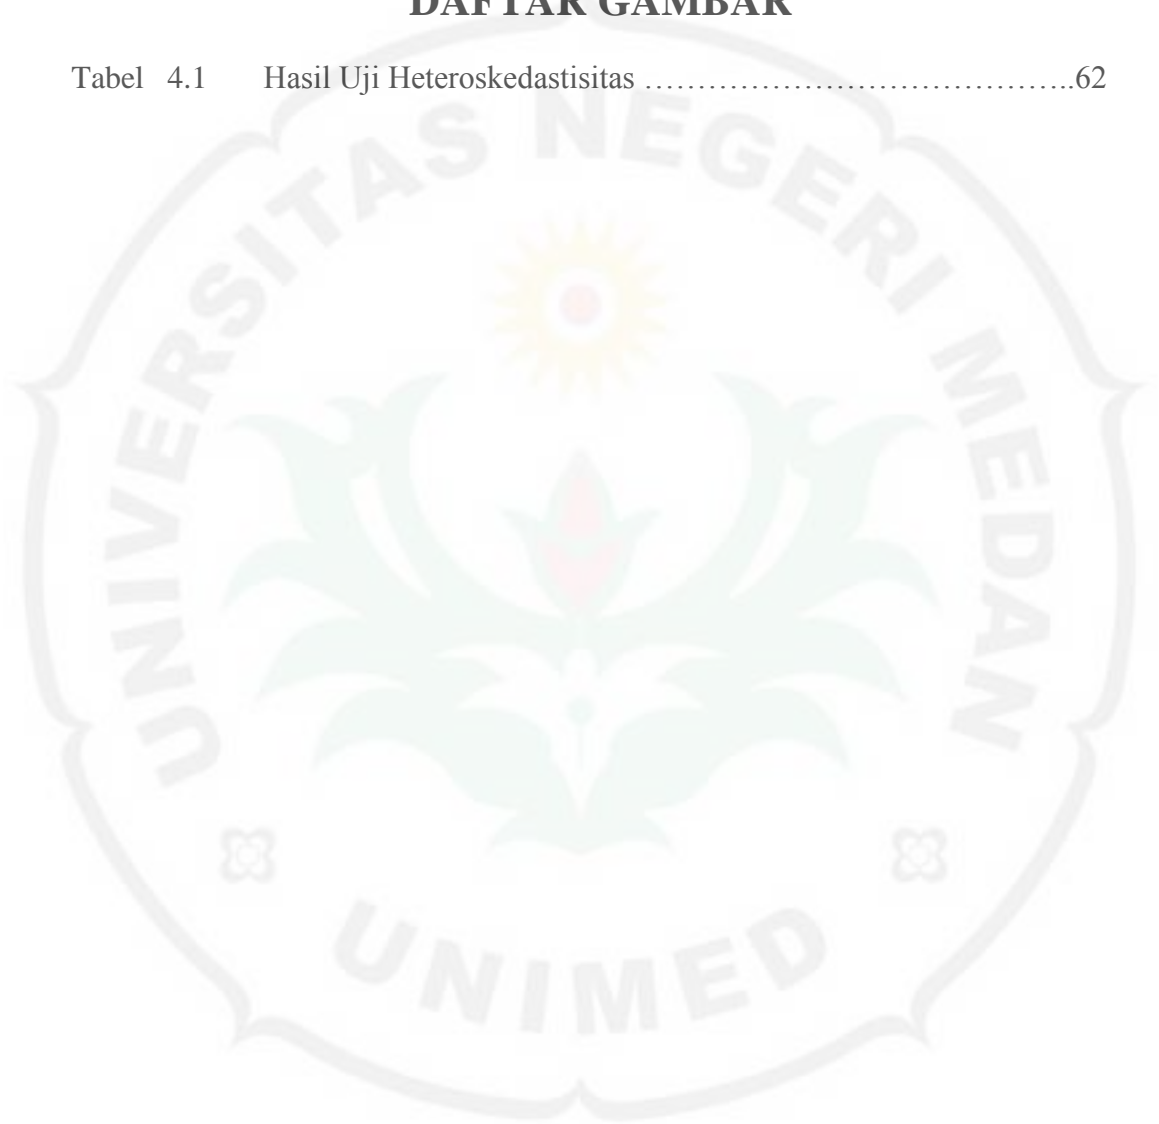 DAFTAR GAMBAR
Tabel 4.1 Hasil Uji Heteroskedastisitas …………………………………..62
UNIVERSITAS NEGERI MEDAN
UNIMED